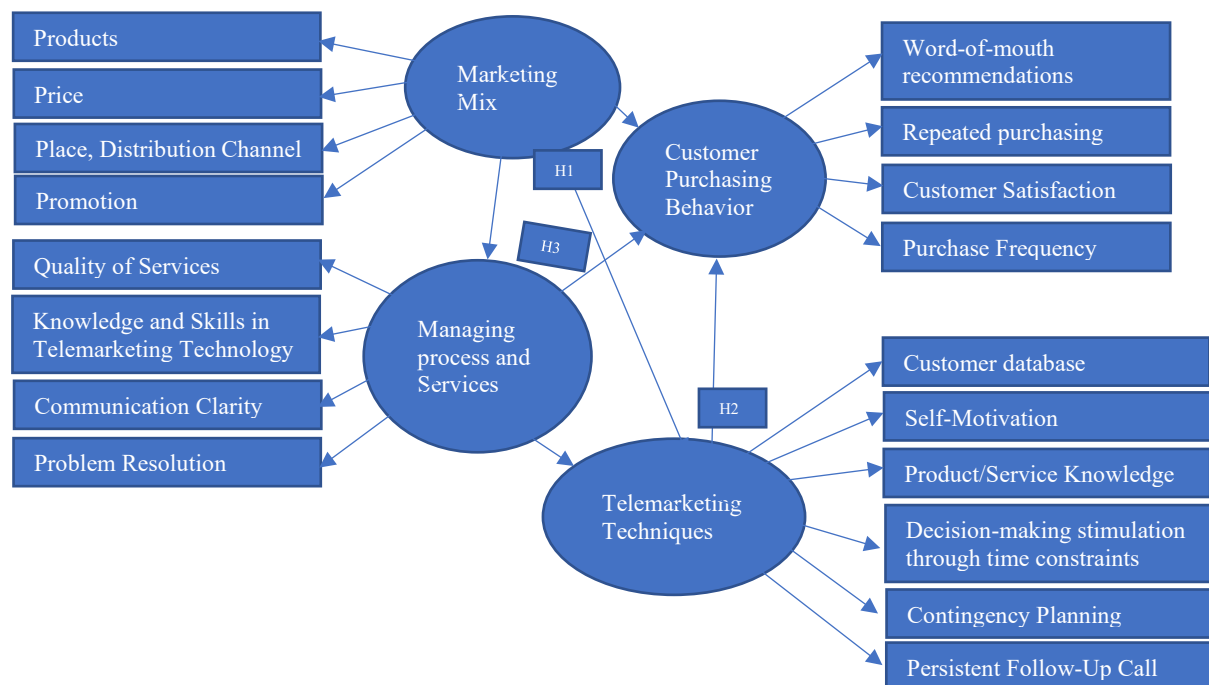 Products
Price
Place, Distribution Channel
Promotion
Quality of Services
Knowledge and Skills in
Telemarketing Technology
Communication Clarity
Problem Resolution
Marketing
Mix
H1
H3
Managing
process and
Services
Customer
Purchasing
Behavior
H2
Telemarketing
Techniques
Word-of-mouth
recommendations
Repeated purchasing
Customer Satisfaction
Purchase Frequency
Customer database
Self-Motivation
Product/Service Knowledge
Decision-making stimulation
through time constraints
Contingency Planning
Persistent Follow-Up Call